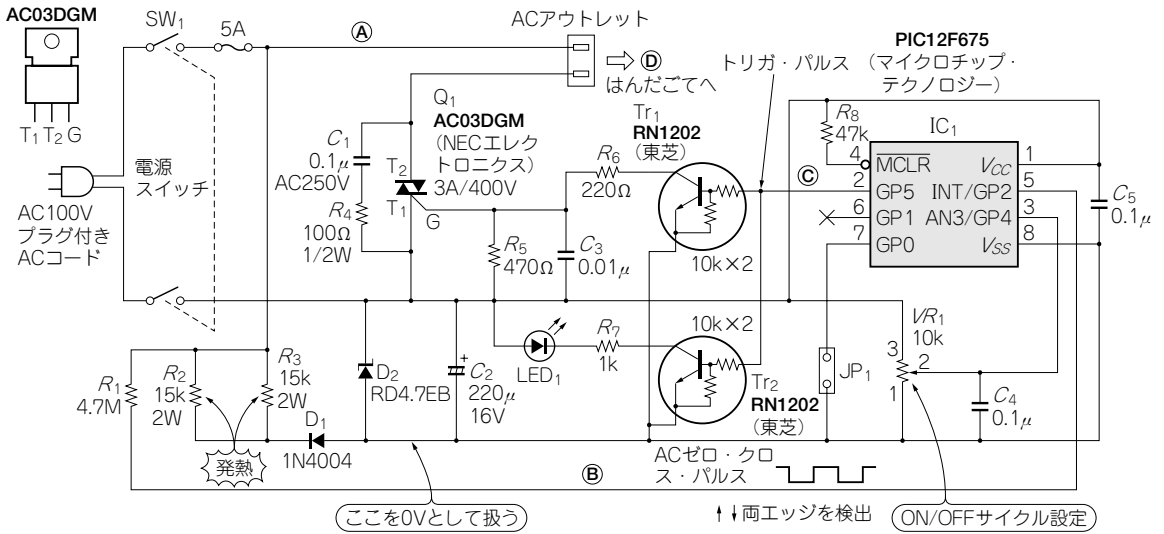 AC03DGM
T1 T2 G
SW1
5A
Ⓐ
ACアウトレット
⇨ Ⓓ
はんだごてへ
電源
スイッチ
AC100V
プラグ付き
ACコード
C1
0.1μ
AC250V
R4
100Ω
1/2W
Q1
AC03DGM
(NECエレク
トロニクス)
3A/400V
T2
T1
G
R5
470Ω
C3
0.01μ
R6
220Ω
Tr1
RN1202
(東芝)
10k×2
トリガ・パルス
Ⓒ
PIC12F675
(マイクロチップ・
テクノロジー)
R8
47k
IC1
4
MCLR
VCC
1
2
GP5
INT/GP2
5
6
GP1
AN3/GP4
3
7
GP0
VSS
8
C5
0.1μ
R1
4.7M
R2
15k
2W
R3
15k
2W
発熱
D1
1N4004
D2
RD4.7EB
+
C2
220μ
16V
LED1
R7
1k
10k×2
Tr2
RN1202
(東芝)
JP1
VR1
10k
3
2
1
C4
0.1μ
ACゼロ・クロ
ス・パルス
Ⓑ
ここを0Vとして扱う
↑↓両エッジを検出
ON/OFFサイクル設定